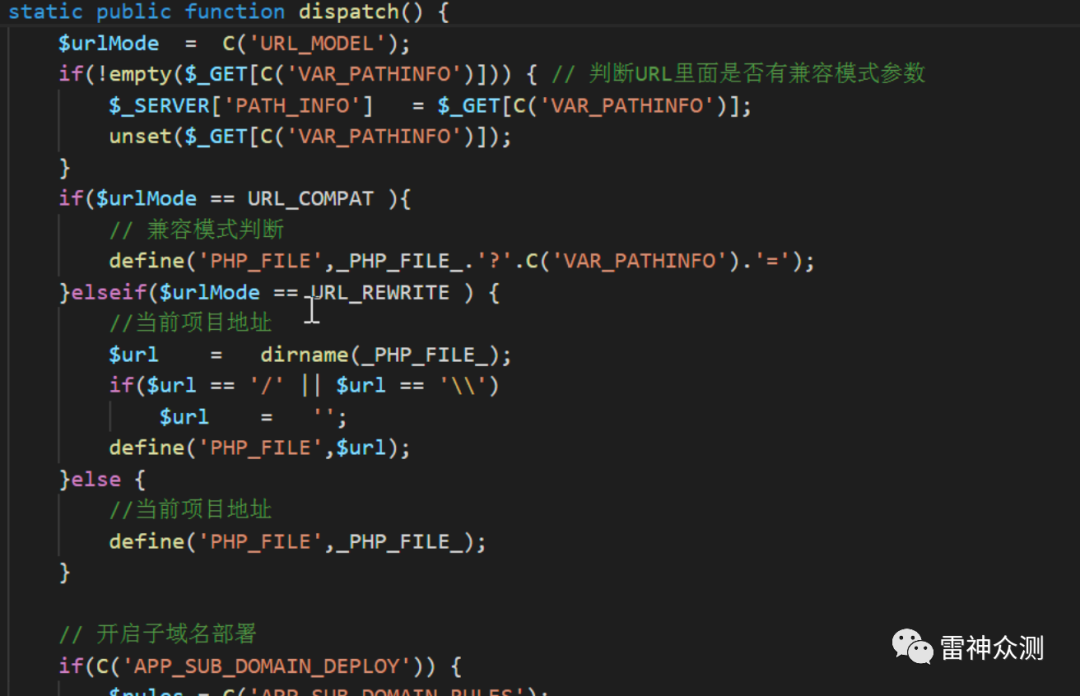 static public function dispatch() {
    $urlMode  =  C('URL_MODEL');
    if(!empty($_GET[C('VAR_PATHINFO')])) { // 判断URL里面是否有兼容模式参数
        $_SERVER['PATH_INFO']   = $_GET[C('VAR_PATHINFO')];
        unset($_GET[C('VAR_PATHINFO')]);
    }
    if($urlMode == URL_COMPAT ){
        // 兼容模式判断
        define('PHP_FILE',_PHP_FILE_.'?'.C('VAR_PATHINFO').'=');
    }elseif($urlMode == URL_REWRITE ) {
        //当前项目地址
        $url    =   dirname(_PHP_FILE_);
        if($url == '/' || $url == '\\')
            $url    =   '';
        define('PHP_FILE',$url);
    }else {
        //当前项目地址
        define('PHP_FILE',_PHP_FILE_);
    }
    // 开启子域名部署
    if(C('APP_SUB_DOMAIN_DEPLOY')) {
        $rules = C('APP_SUB_DOMAIN_RULES');
雷神众测